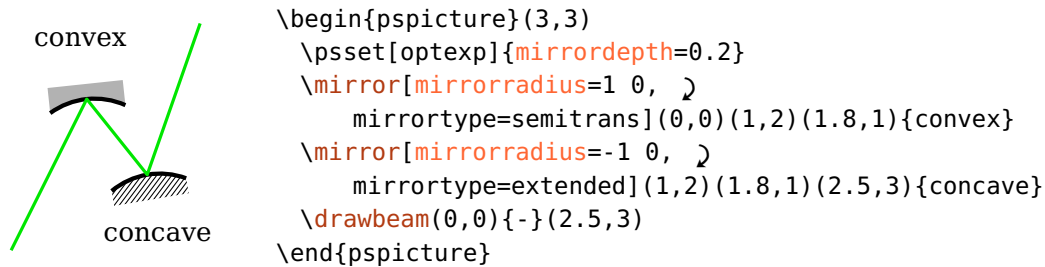 convex
concave
\begin{pspicture}(3,3)
\psset[optexp]{mirrordepth=0.2}
\mirror[mirrorradius=1 0,
mirrortype=semitrans](0,0)(1,2)(1.8,1){convex}
\mirror[mirrorradius=-1 0,
mirrortype=extended](1,2)(1.8,1)(2.5,3){concave}
\drawbeam(0,0){-}(2.5,3)
\end{pspicture}